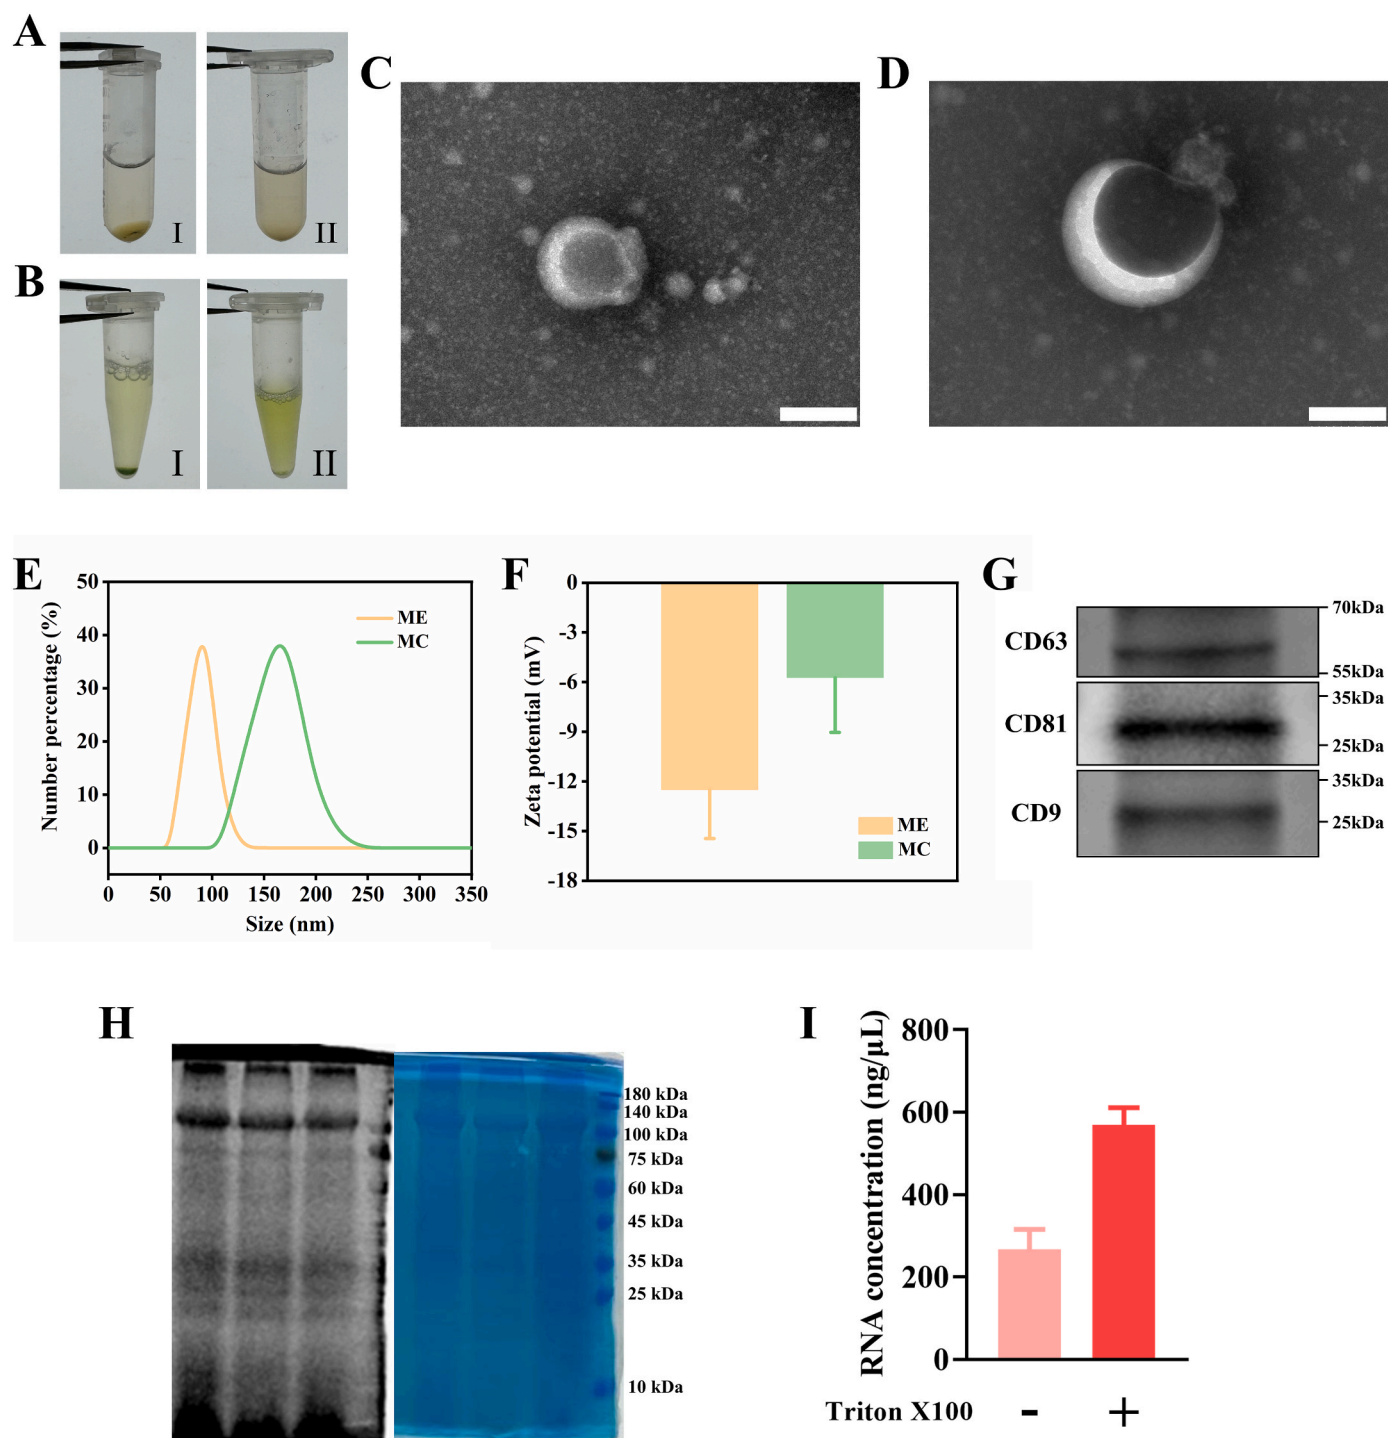 A
I
II
B
I
II
C
D
E
50
40
30
20
10
0
Number percentage (%)
ME
MC
0 50 100 150 200 250 300 350
Size (nm)
F
0
-3
-6
-9
-12
-15
-18
Zeta potential (mV)
ME
MC
G
CD63
70kDa
55kDa
CD81
35kDa
25kDa
CD9
35kDa
25kDa
H
180 kDa
140 kDa
100 kDa
75 kDa
60 kDa
45 kDa
35 kDa
25 kDa
10 kDa
I
800
600
400
200
0
RNA concentration (ng/μL)
Triton X100 - +